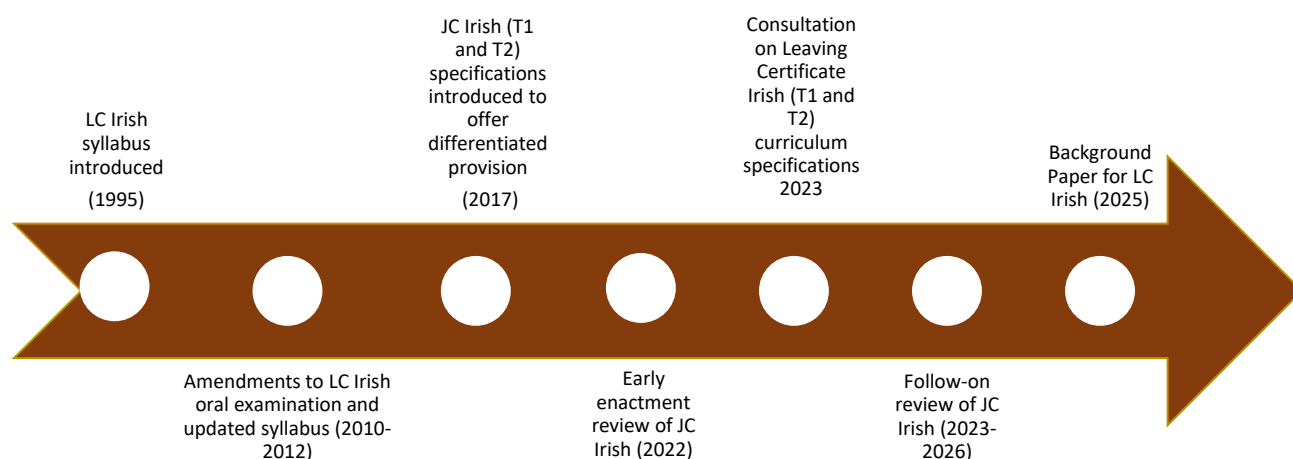 LC Irish
syllabus
introduced
(1995)
Amendments to LC Irish
oral examination and
updated syllabus (2010-
2012)
JC Irish (T1
and T2)
specifications
introduced to
offer
differentiated
provision
(2017)
Early
enactment
review of JC
Irish (2022)
Consultation
on Leaving
Certificate
Irish (T1 and
T2)
curriculum
specifications
2023
Follow-on
review of JC
Irish (2023-
2026)
Background
Paper for LC
Irish (2025)